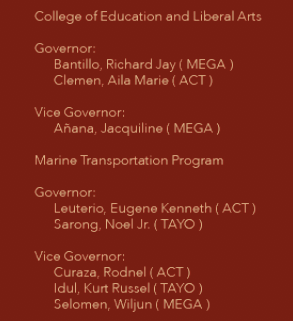 College of Education and Liberal Arts
Governor:
Bantillo, Richard Jay ( MEGA )
Clemen, Aila Marie ( ACT )
Vice Governor:
Añana, Jacquiline ( MEGA )
Marine Transportation Program
Governor:
Leuterio, Eugene Kenneth ( ACT )
Sarong, Noel Jr. ( TAYO )
Vice Governor:
Curaza, Rodnel ( ACT )
Idul, Kurt Russel ( TAYO )
Selomen, Wiljun ( MEGA )